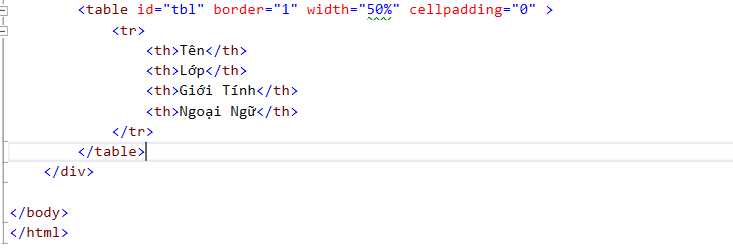 <table id="tbl" border="1" width="50%" cellpadding="0" >
<tr>
<th>Tên</th>
<th>Lớp</th>
<th>Giới Tính</th>
<th>Ngoại Ngữ</th>
</tr>
</table>
</div>
</body>
</html>